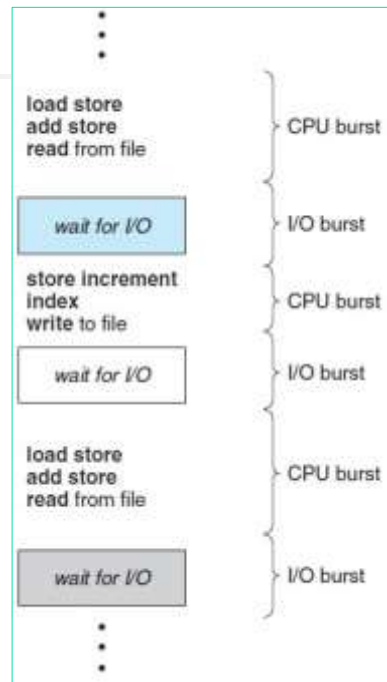 load store
add store
read from file
CPU burst
wait for I/O
I/O burst
store increment
index
write to file
CPU burst
wait for I/O
I/O burst
load store
add store
read from file
CPU burst
wait for I/O
I/O burst